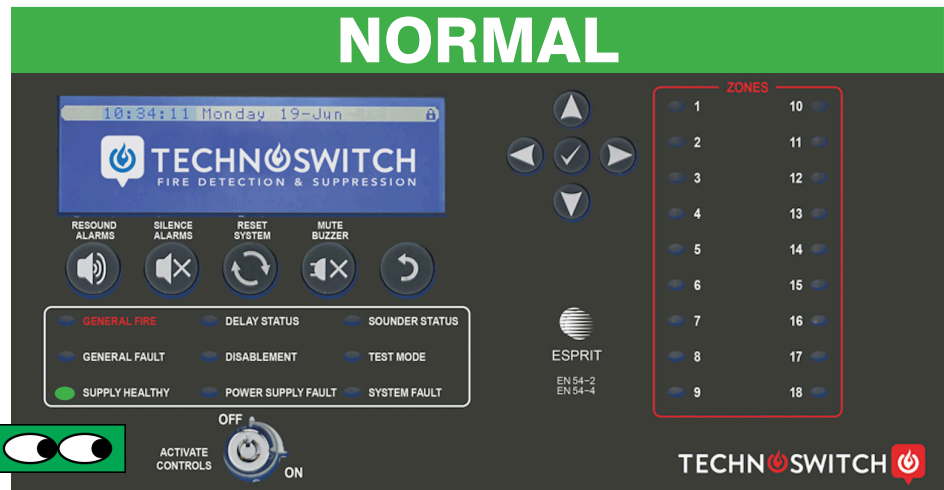 NORMAL
10:34:11 Monday 19-Jun
TECHNOSWITCH
FIRE DETECTION & SUPPRESSION
RESOUND ALARMS
SILENCE ALARMS
RESET SYSTEM
MUTE BUZZER
GENERAL FIRE
DELAY STATUS
SOUNDER STATUS
GENERAL FAULT
DISABLEMENT
TEST MODE
SUPPLY HEALTHY
POWER SUPPLY FAULT
SYSTEM FAULT
OFF
ACTIVATE
CONTROLS
ON
ESPRIT
EN 54-2
EN 54-4
ZONES
1 10
2 11
3 12
4 13
5 14
6 15
7 16
8 17
9 18
TECHNOSWITCH